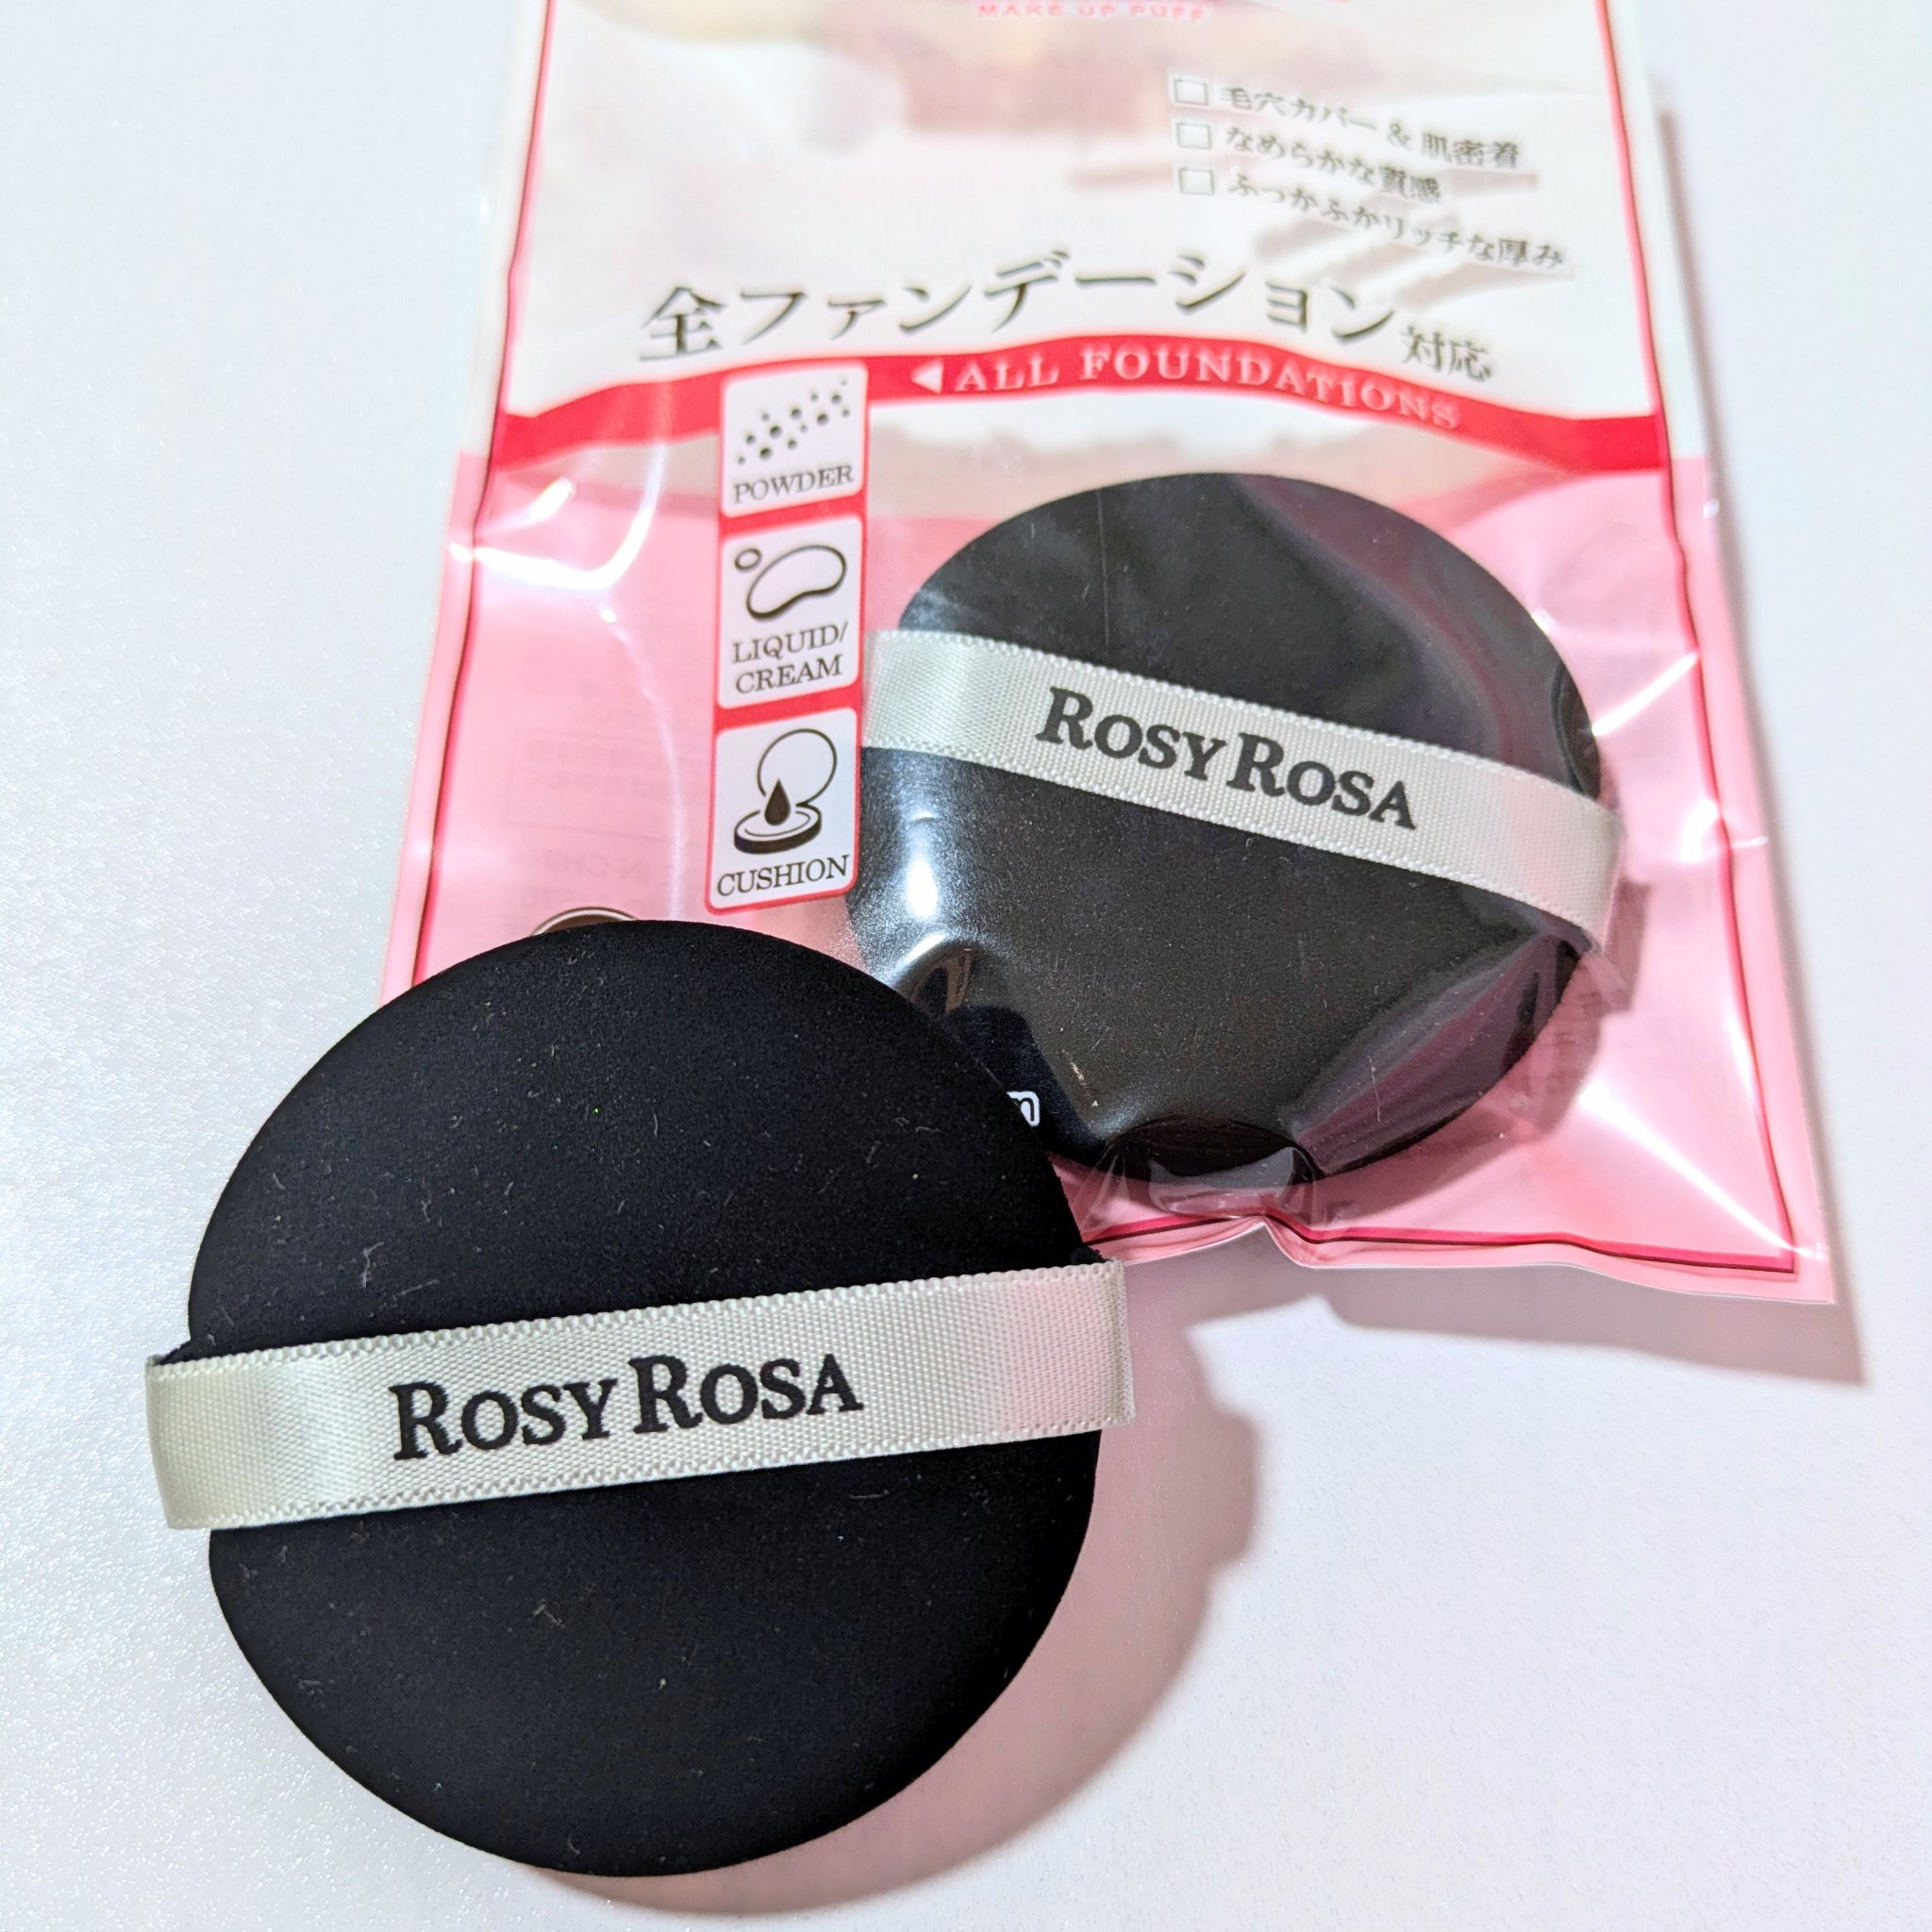 MAKE UP PUFF
□ 毛穴カバー & 肌密着
□ なめらかな質感
□ ふっかふかリッチな厚み
全ファンデーション対応
◀ALL FOUNDATIONS
POWDER
LIQUID/
CREAM
CUSHION
ROSY ROSA
ROSY ROSA